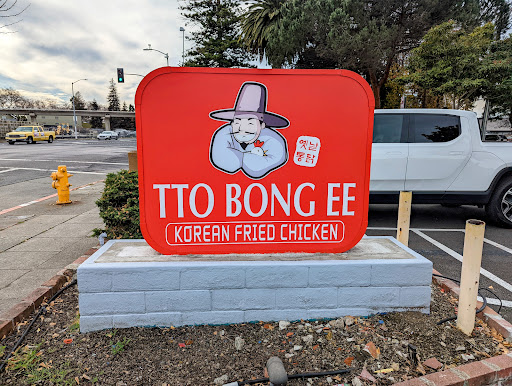 옛날
통닭
TTO BONG EE
KOREAN FRIED CHICKEN